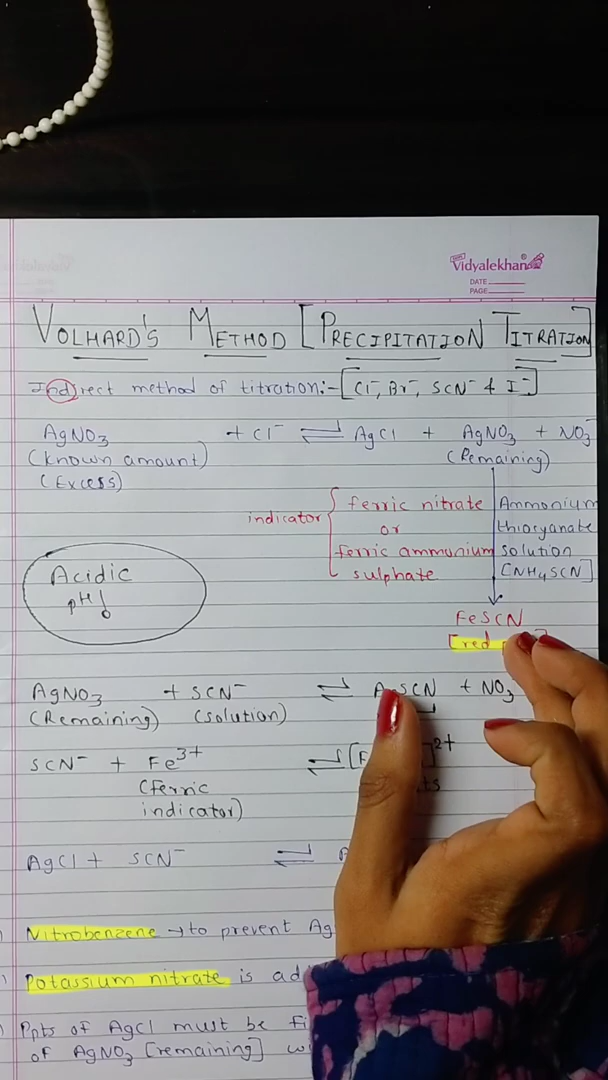 Vidyalekhan
DATE
PAGE
VOLHARD'S METHOD [PRECIPITATION TITRATION]
Indirect method of titration:- [Cl⁻, Br⁻, SCN⁻ & I⁻]
AgNO₃ + Cl⁻ ⇌ AgCl + AgNO₃ + NO₃⁻
(Known amount) (Remaining)
(Excess)
indicator { ferric nitrate Ammonium
or thiocyanate
ferric ammonium solution
sulphate [NH₄SCN]
Acidic
pH!
FeSCN
[red
AgNO₃ + SCN⁻ ⇌ AgSCN + NO₃
(Remaining) (solution)
SCN⁻ + Fe³⁺ ⇌ [F ]²⁺
(Ferric
indicator)
AgCl + SCN⁻ ⇌
Nitrobenzene → to prevent Ag
Potassium nitrate is
Ppts of AgCl must be
of AgNO₃ [remaining]